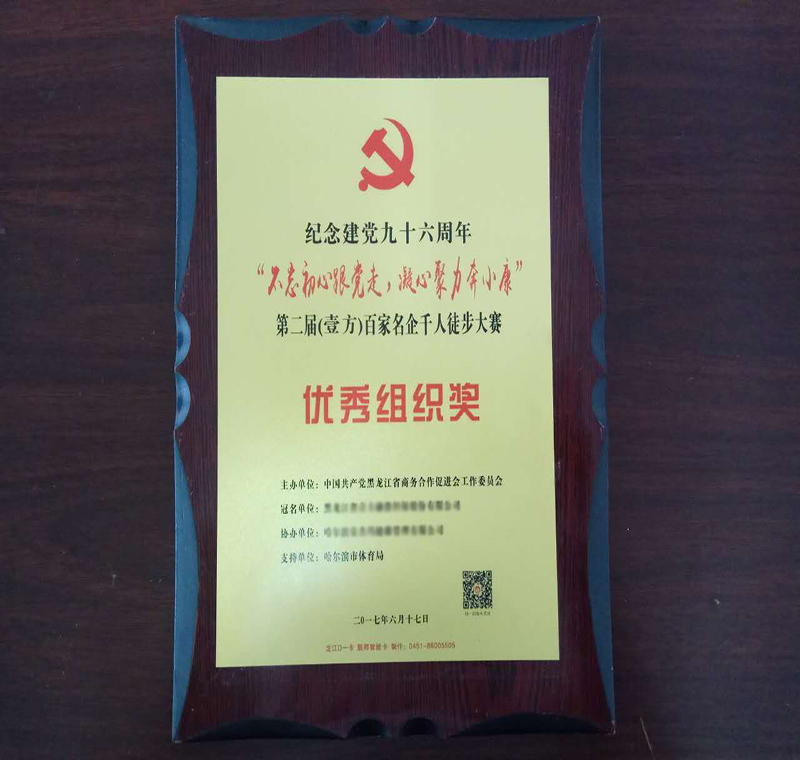 纪念建党九十六周年
“不忘初心跟党走，凝心聚力奔小康”
第二届(壹方)百家名企千人徒步大赛
优秀组织奖
主办单位：中国共产党黑龙江省商务合作促进会工作委员会
冠名单位：
协办单位：
支持单位：哈尔滨市体育局
二〇一七年六月十七日
制作：0451-86005505